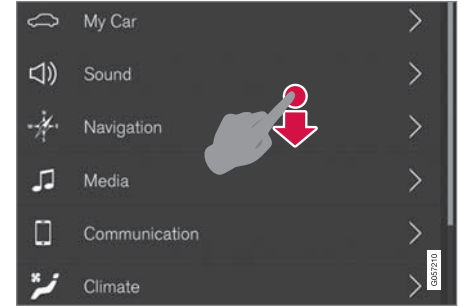 My Car
Sound
Navigation
Media
Communication
Climate
G057210